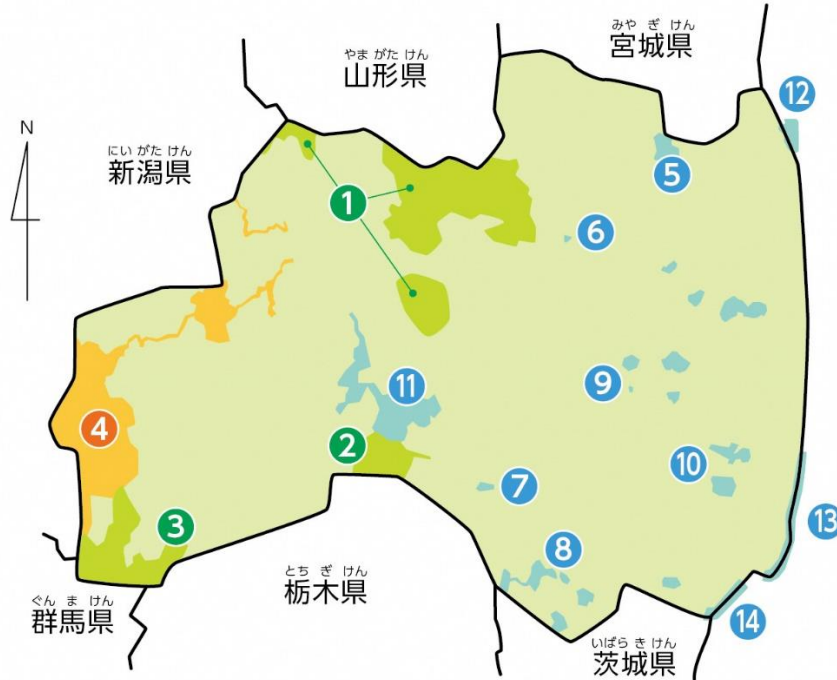 みやぎけん
宮城県
やまがたけん
山形県
12
N
にいがたけん
新潟県
5
1
6
11
9
4
2
10
7
3
13
8
とちぎけん
栃木県
ぐんまけん
群馬県
14
いばらきけん
茨城県